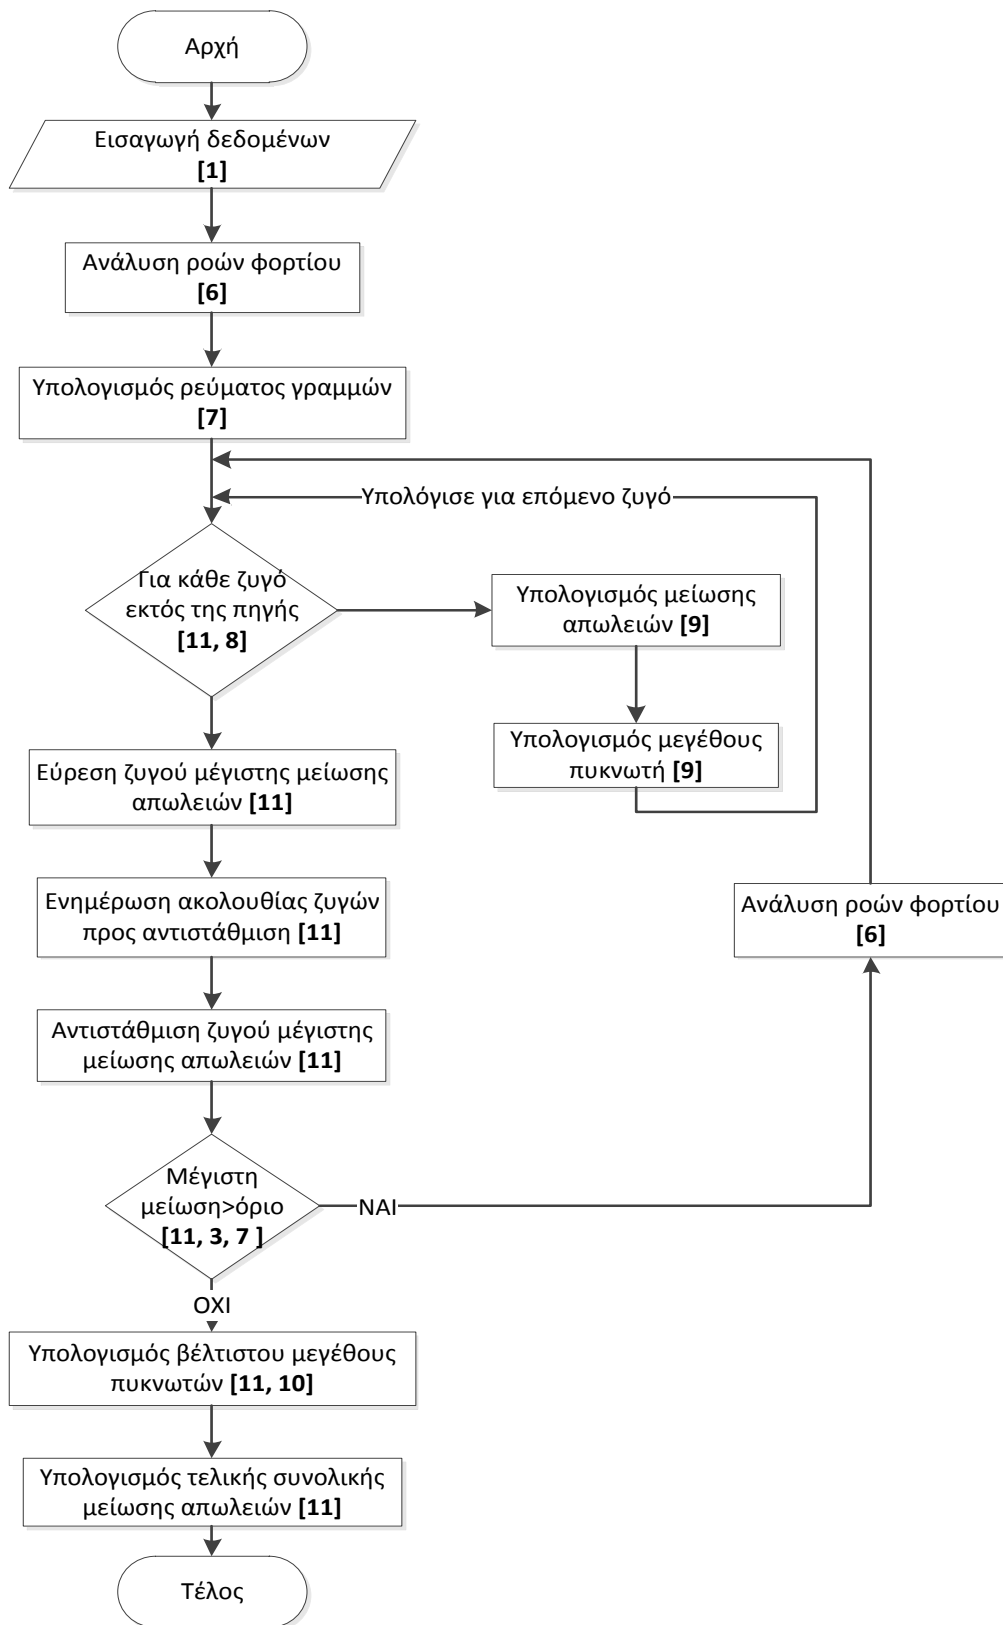 Αρχή
Εισαγωγή δεδομένων
[1]
Ανάλυση ροών φορτίου
[6]
Υπολογισμός ρεύματος γραμμών
[7]
Υπολόγισε για επόμενο ζυγό
Για κάθε ζυγό
εκτός της πηγής
[11, 8]
Υπολογισμός μείωσης
απωλειών [9]
Υπολογισμός μεγέθους
πυκνωτή [9]
Εύρεση ζυγού μέγιστης μείωσης
απωλειών [11]
Ενημέρωση ακολουθίας ζυγών
προς αντιστάθμιση [11]
Ανάλυση ροών φορτίου
[6]
Αντιστάθμιση ζυγού μέγιστης
μείωσης απωλειών [11]
Μέγιστη
μείωση>όριο
[11, 3, 7 ]
ΝΑΙ
ΟΧΙ
Υπολογισμός βέλτιστου μεγέθους
πυκνωτών [11, 10]
Υπολογισμός τελικής συνολικής
μείωσης απωλειών [11]
Τέλος